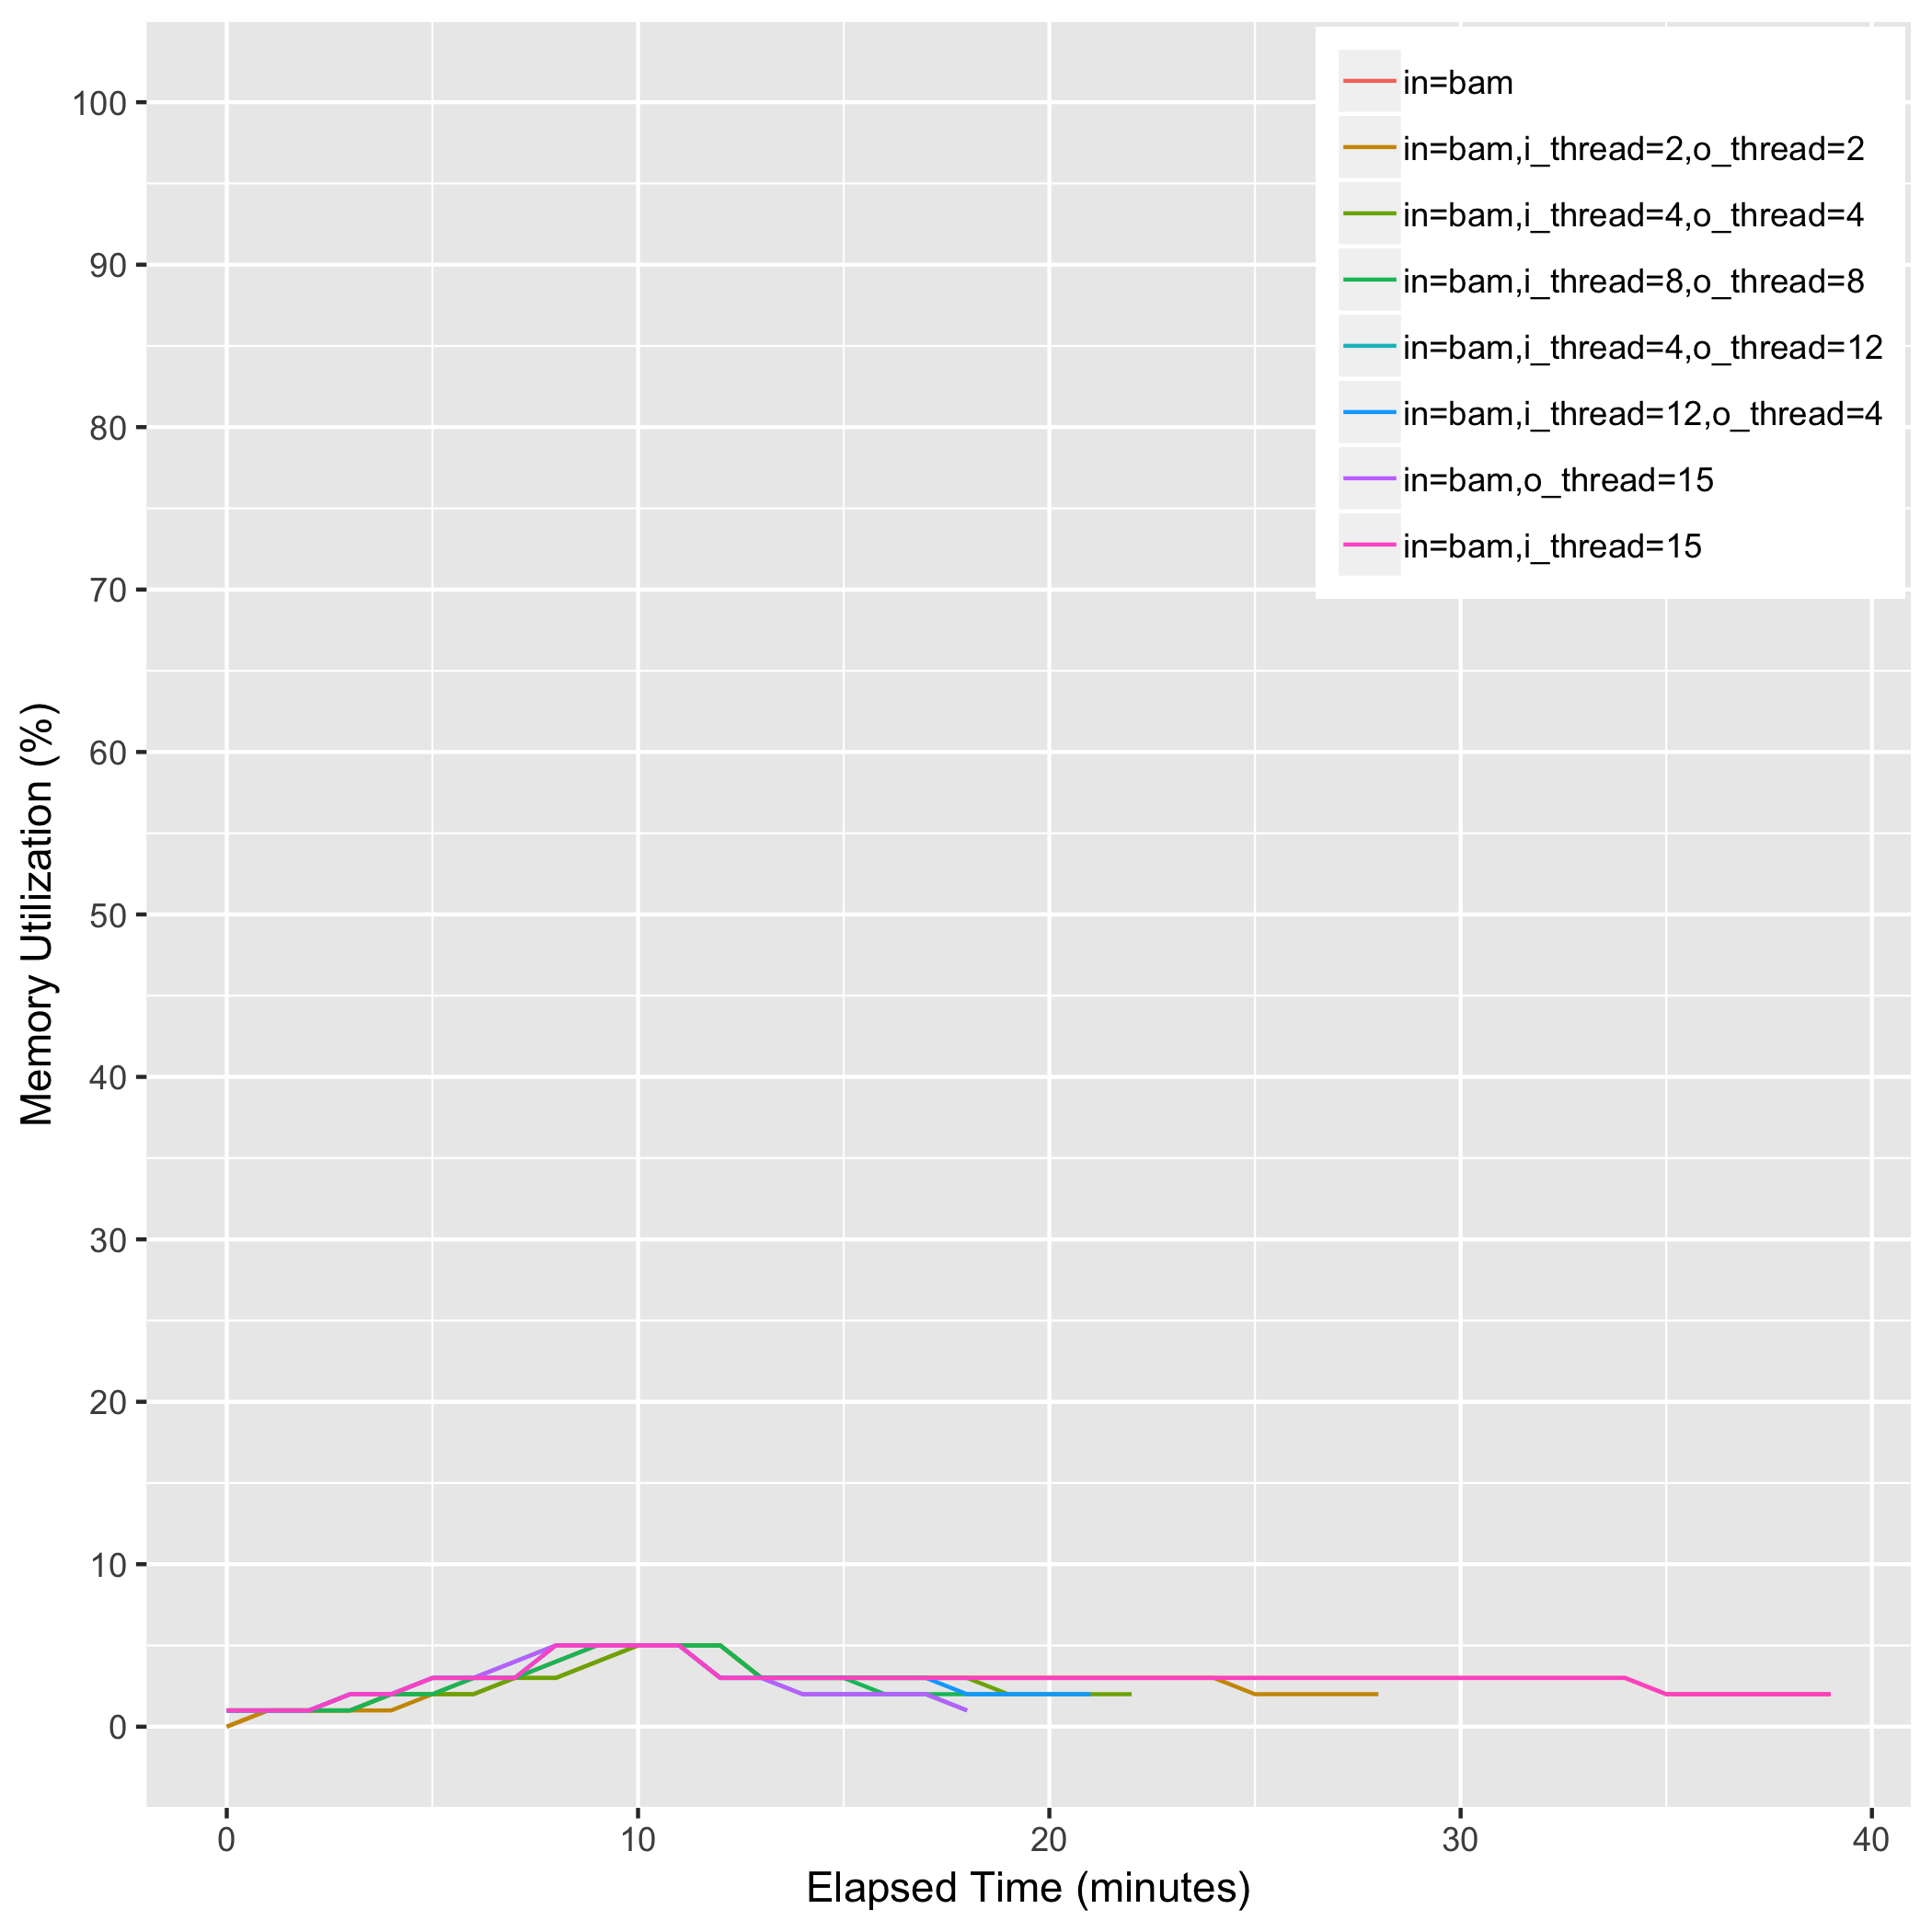 100
90
80
70
60
50
40
30
20
10
0
Memory Utilization (%)
in=bam
in=bam,i_thread=2,o_thread=2
in=bam,i_thread=4,o_thread=4
in=bam,i_thread=8,o_thread=8
in=bam,i_thread=4,o_thread=12
in=bam,i_thread=12,o_thread=4
in=bam,o_thread=15
in=bam,i_thread=15
0 10 20 30 40
Elapsed Time (minutes)